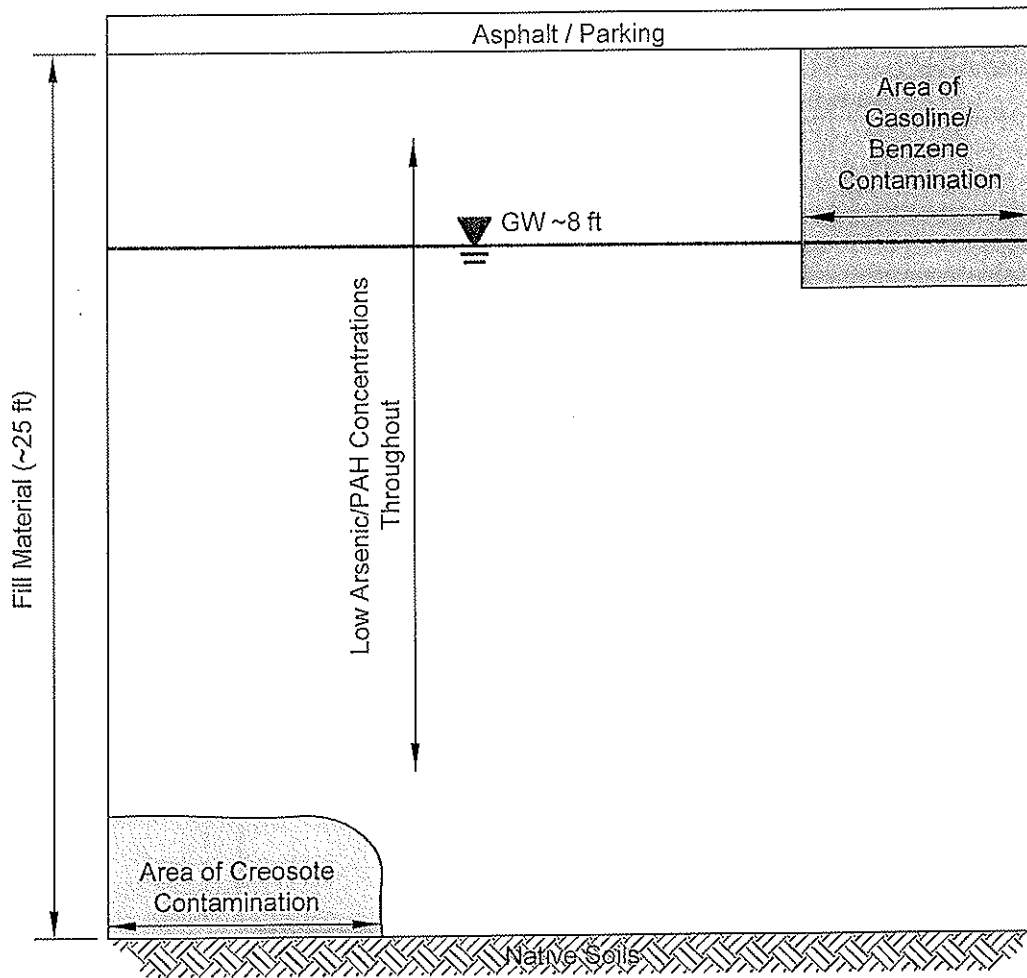 Asphalt / Parking
Area of
Gasoline/
Benzene
Contamination
GW ~8 ft
Fill Material (~25 ft)
Low Arsenic/PAH Concentrations
Throughout
Area of Creosote
Contamination
Native Soils